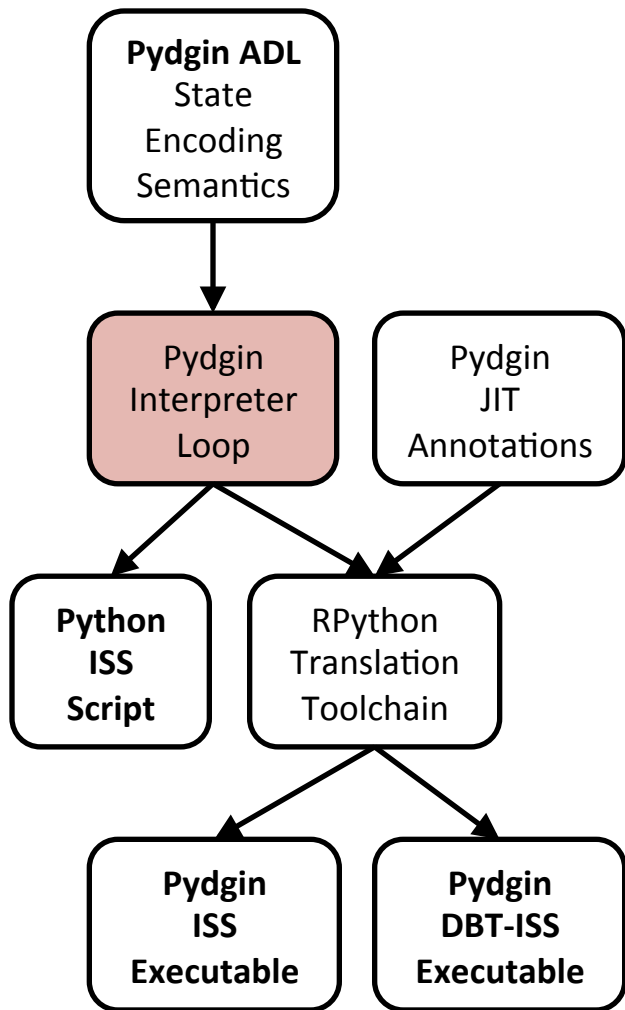 Pydgin ADL
State
Encoding
Semantics
Pydgin
Interpreter
Loop
Pydgin
JIT
Annotations
Python
ISS
Script
RPython
Translation
Toolchain
Pydgin
ISS
Executable
Pydgin
DBT-ISS
Executable